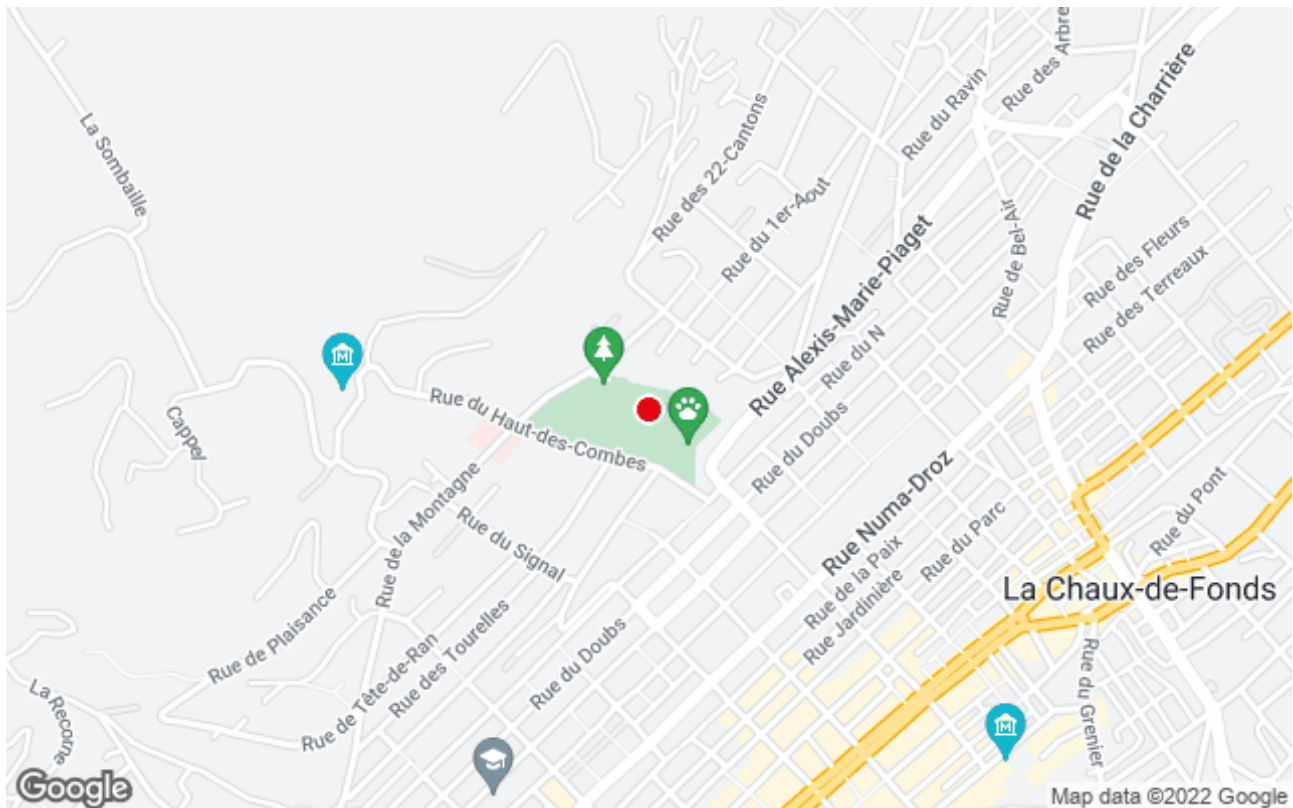 Rue des Arbre
Rue du Ravin
Rue de la Charrière
La Sombaille
Rue des 22-Cantons
Rue du 1er-Aout
Rue de Bel-Air
Rue des Fleurs
Rue Alexis-Marie-Piaget
Rue des Terreaux
Rue du N
M
Rue du Haut-des-Combes
Rue du Doubs
Cappel
Rue Numa-Droz
Rue du Pont
Rue de la Montagne
Rue du Signal
Rue du Parc
Rue de la Paix
La Chaux-de-Fonds
Rue Jardinière
Rue de Plaisance
Rue du Doubs
Rue des Tourelles
Rue de Tête-de-Ran
Rue du Grenier
La Recorne
M
Google
Map data ©2022 Google